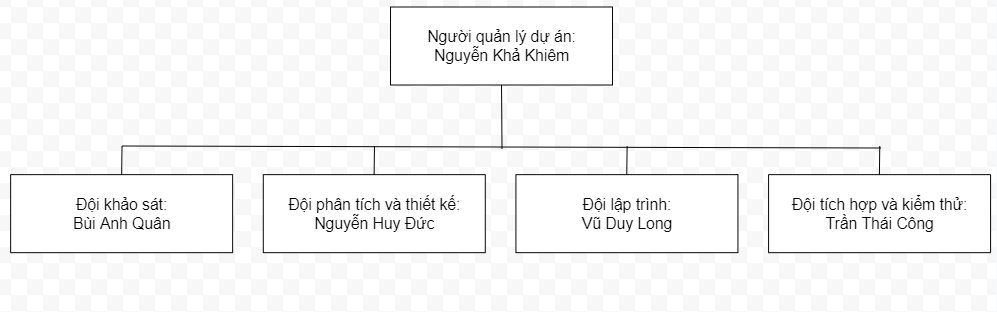 Người quản lý dự án:
Nguyễn Khả Khiêm
Đội khảo sát:
Bùi Anh Quân
Đội phân tích và thiết kế:
Nguyễn Huy Đức
Đội lập trình:
Vũ Duy Long
Đội tích hợp và kiểm thử:
Trần Thái Công